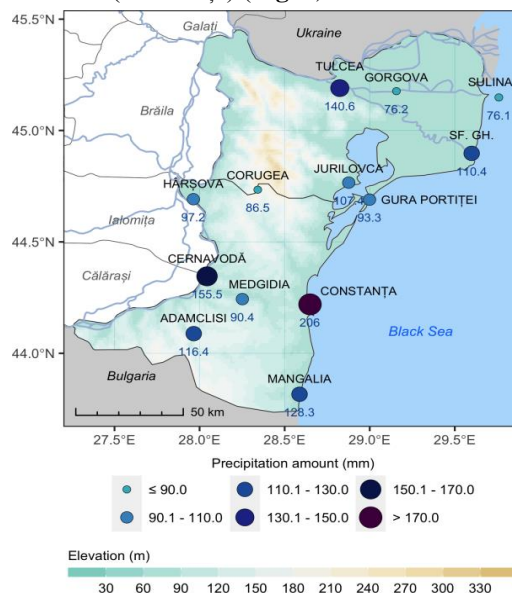 45.5°N
45.0°N
44.5°N
44.0°N
Galați
Ukraine
TULCEA
140.6
GORGOVA
76.2
SULINA
76.1
Brăila
SF. GH.
110.4
CORUGEA
86.5
JURILOVCA
107.4
HÂRȘOVA
97.2
GURA PORTIȚEI
93.3
Ialomița
CERNAVODĂ
155.5
Călărași
MEDGIDIA
90.4
CONSTANȚA
206
ADAMCLISI
116.4
Black Sea
Bulgaria
MANGALIA
128.3
50 km
27.5°E 28.0°E 28.5°E 29.0°E 29.5°E
Precipitation amount (mm)
≤ 90.0 110.1 - 130.0 150.1 - 170.0
90.1 - 110.0 130.1 - 150.0 > 170.0
Elevation (m)
30 60 90 120 150 180 210 240 270 300 330